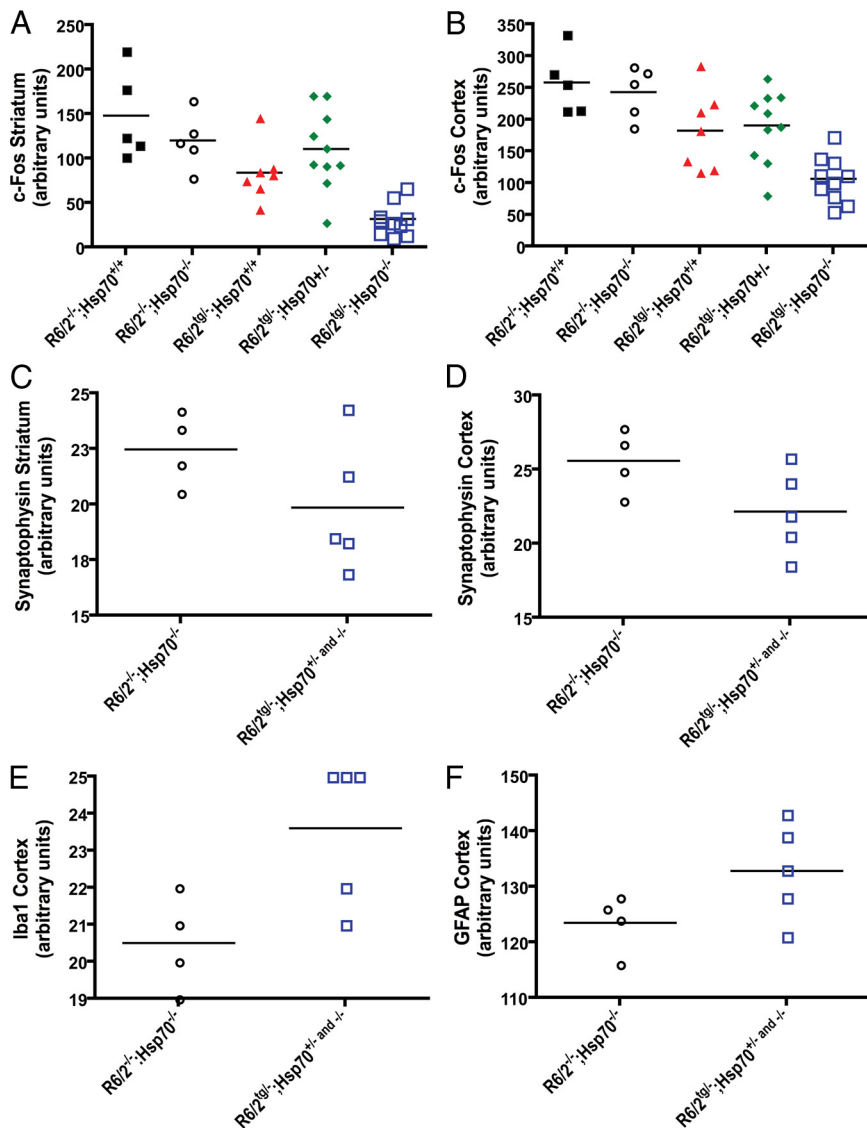 A
c-Fos Striatum
(arbitrary units)
250
200
150
100
50
0
R6/2-/-;Hsp70+/+
R6/2-/-;Hsp70-/-
R6/2tg/-;Hsp70+/+
R6/2tg/-;Hsp70+/-
R6/2tg/-;Hsp70-/-
B
c-Fos Cortex
(arbitrary units)
350
300
250
200
150
100
50
0
R6/2-/-;Hsp70+/+
R6/2-/-;Hsp70-/-
R6/2tg/-;Hsp70+/+
R6/2tg/-;Hsp70+/-
R6/2tg/-;Hsp70-/-
C
Synaptophysin Striatum
(arbitrary units)
25
23
20
18
15
R6/2-/-;Hsp70-/-
R6/2tg/-;Hsp70+/- and -/-
D
Synaptophysin Cortex
(arbitrary units)
30
25
20
15
R6/2-/-;Hsp70-/-
R6/2tg/-;Hsp70+/- and -/-
E
Iba1 Cortex
(arbitrary units)
25
24
23
22
21
20
19
R6/2-/-;Hsp70-/-
R6/2tg/-;Hsp70+/- and -/-
F
GFAP Cortex
(arbitrary units)
150
140
130
120
110
R6/2-/-;Hsp70-/-
R6/2tg/-;Hsp70+/- and -/-